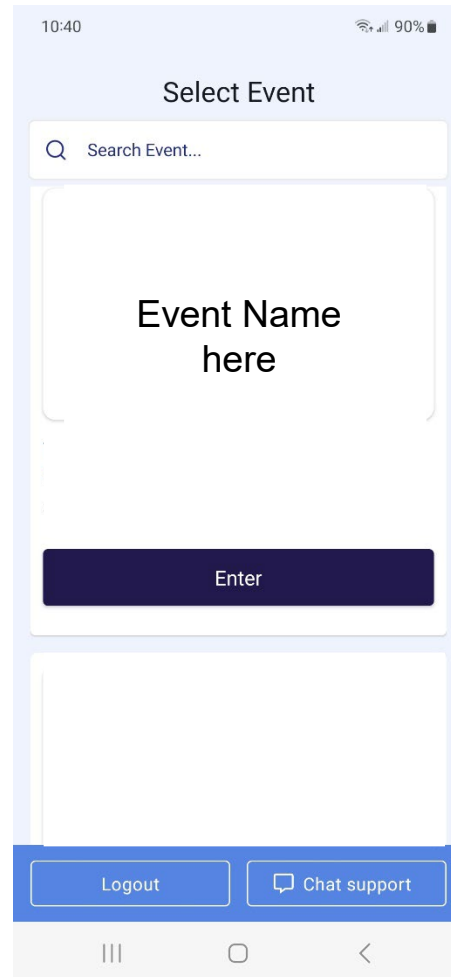 10:40
90%
Select Event
Search Event...
Event Name
here
Enter
Logout
Chat support